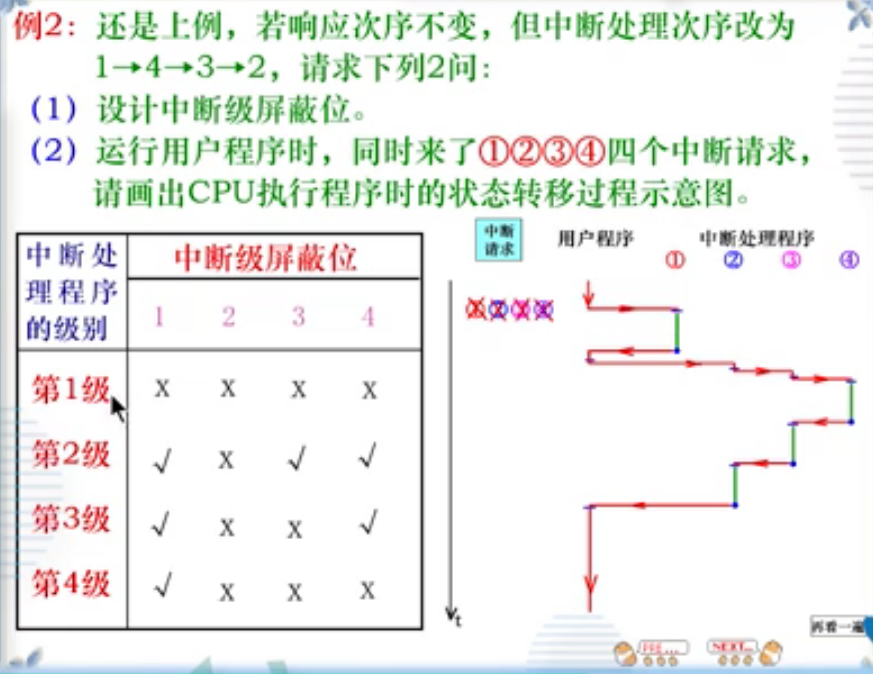 例2：还是上例，若响应次序不变，但中断处理次序改为
1→4→3→2，请求下列2问：
（1）设计中断级屏蔽位。
（2）运行用户程序时，同时来了①②③④四个中断请求，
请画出CPU执行程序时的状态转移过程示意图。
中断处
理程序
的级别
中断级屏蔽位
1 2 3 4
第1级 x x x x
第2级 √ x √ √
第3级 √ x x √
第4级 √ x x x
中断
请求
用户程序
中断处理程序
① ② ③ ④
t
再看一遍
PRE...
NEXT...